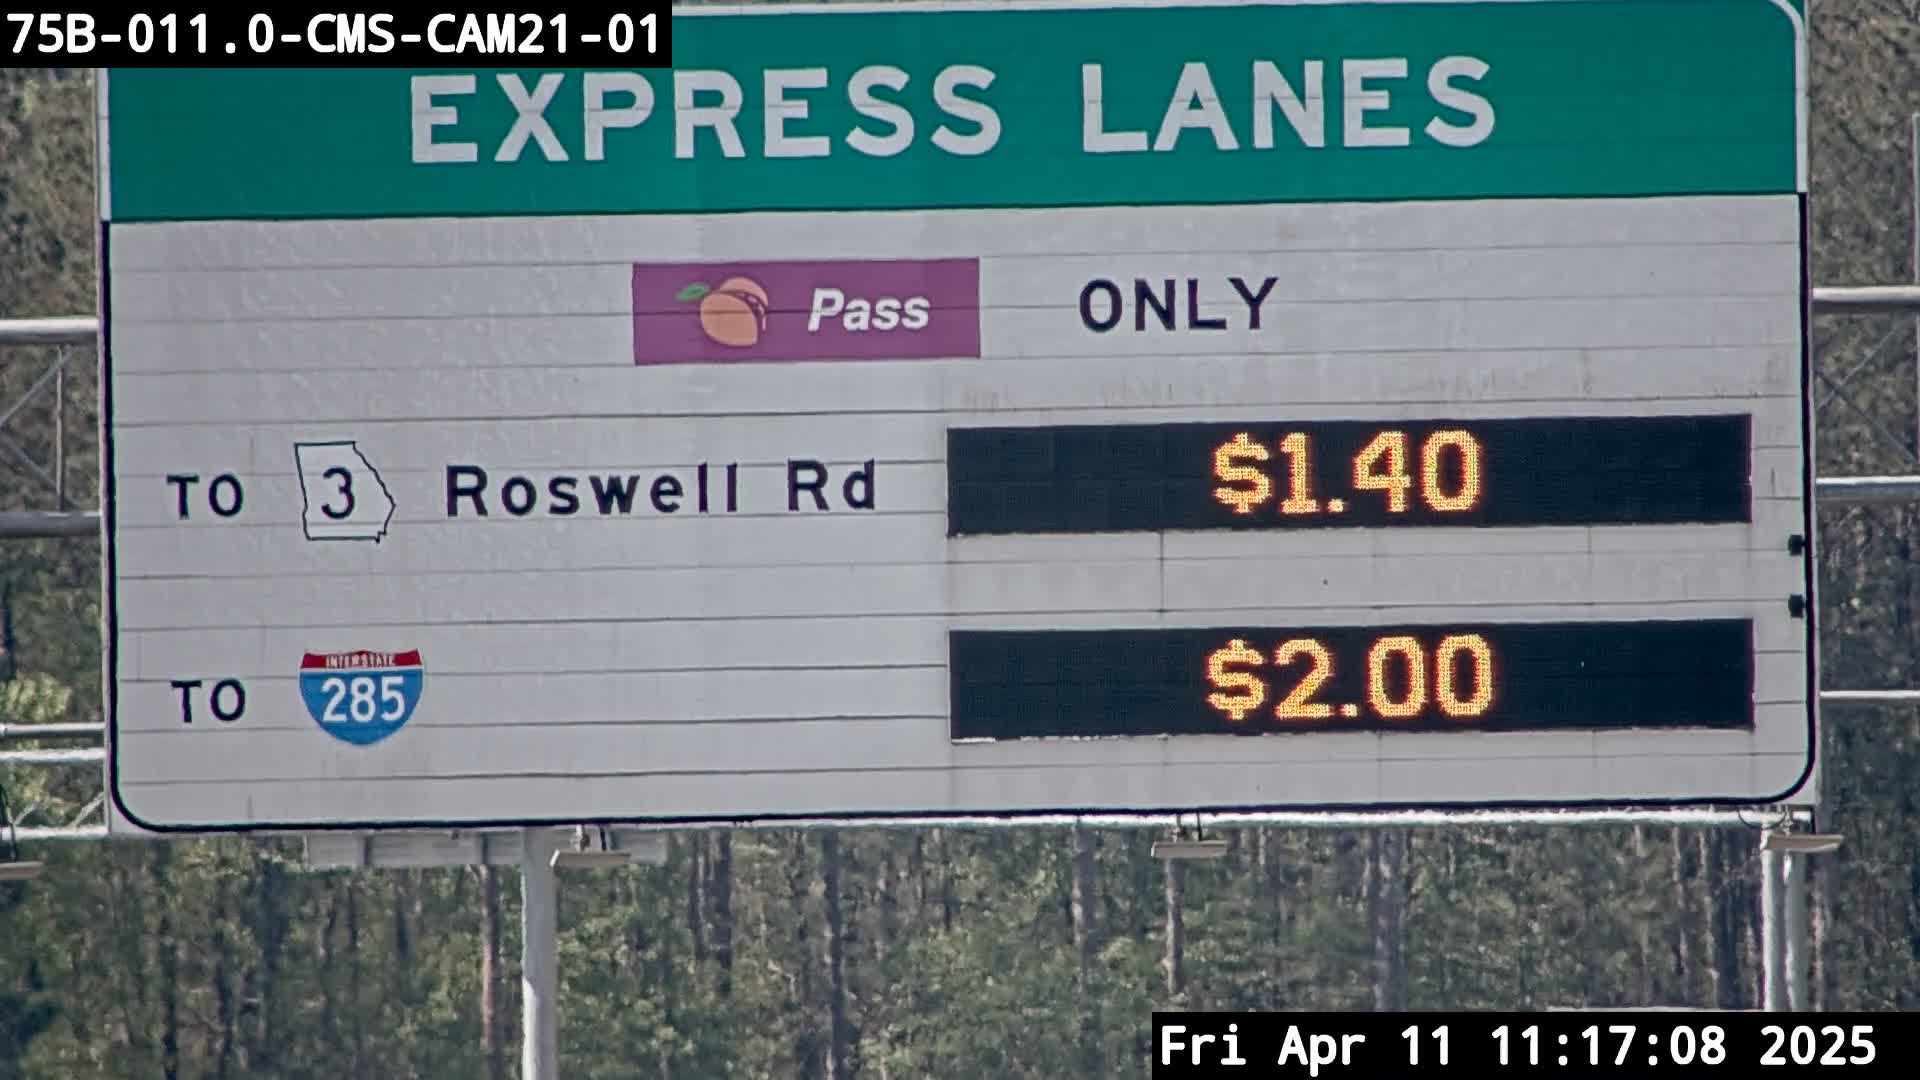 75B-011.0-CMS-CAM21-01
EXPRESS LANES
Pass ONLY
TO 3 Roswell Rd $1.40
INTERSTATE
TO 285 $2.00
Fri Apr 11 11:17:08 2025